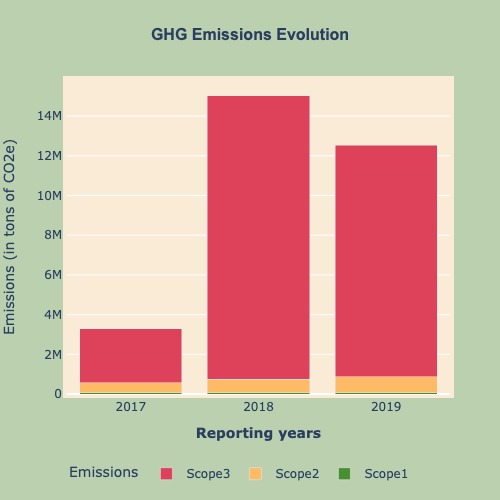 GHG Emissions Evolution
Emissions (in tons of CO2e)
14M
12M
10M
8M
6M
4M
2M
0
2017 2018 2019
Reporting years
Emissions Scope3 Scope2 Scope1